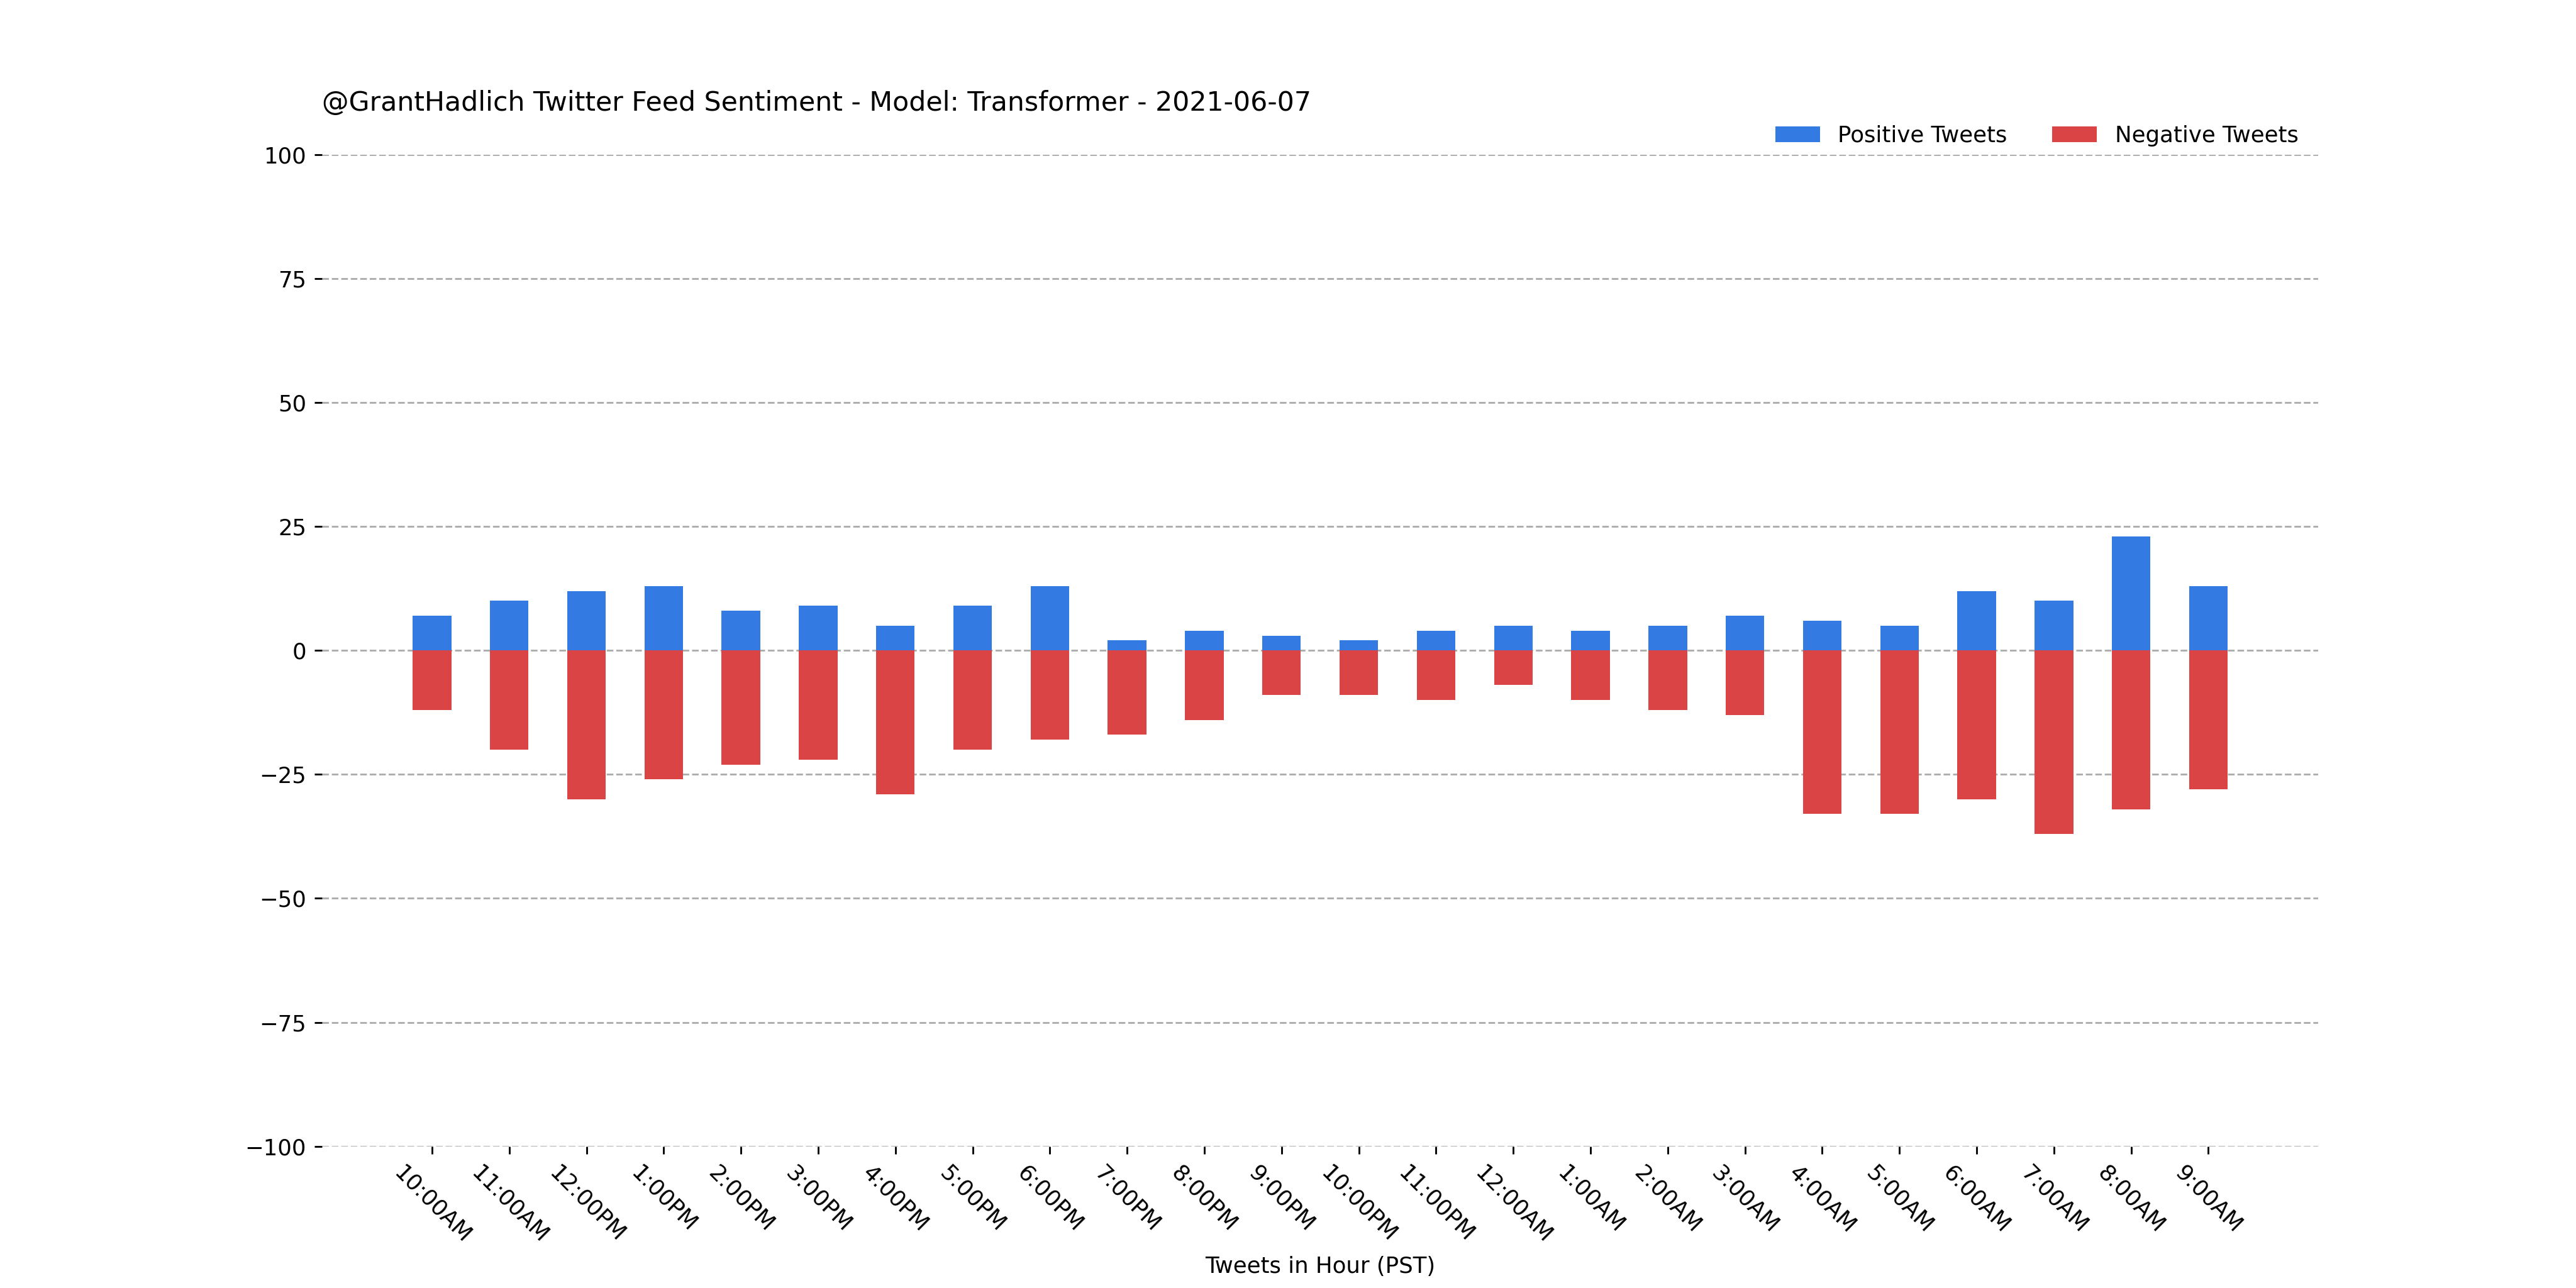 @GrantHadlich Twitter Feed Sentiment - Model: Transformer - 2021-06-07
Positive Tweets
Negative Tweets
100
75
50
25
0
−25
−50
−75
−100
10:00AM
11:00AM
12:00PM
1:00PM
2:00PM
3:00PM
4:00PM
5:00PM
6:00PM
7:00PM
8:00PM
9:00PM
10:00PM
11:00PM
12:00AM
1:00AM
2:00AM
3:00AM
4:00AM
5:00AM
6:00AM
7:00AM
8:00AM
9:00AM
Tweets in Hour (PST)